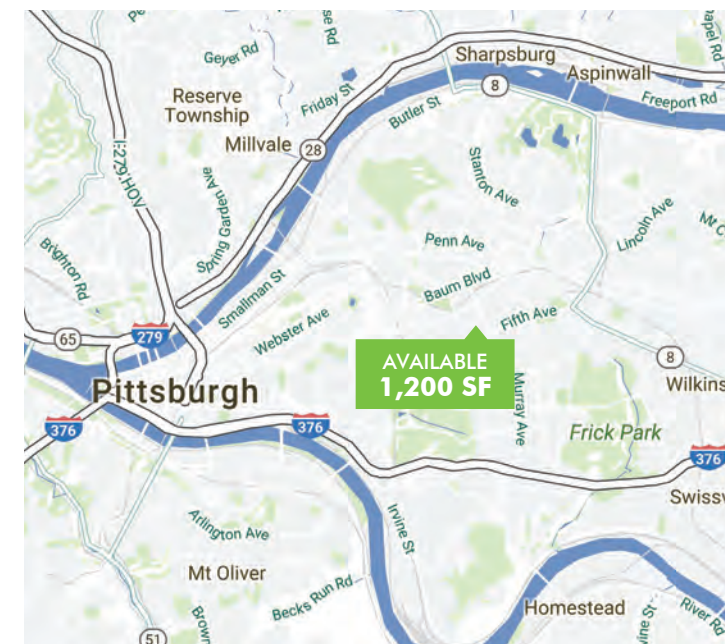 Geyer Rd
Sharpsburg
Aspinwall
8
Reserve
Township
Friday St
Butler St
Freeport Rd
Millvale
28
I-279 HOV
Stanton Ave
Spring Garden Ave
Lincoln Ave
Penn Ave
Brighton Rd
Baum Blvd
Smallman St
Fifth Ave
Webster Ave
65
279
AVAILABLE
1,200 SF
8
Wilkins
Pittsburgh
Murray Ave
376
376
Frick Park
376
Swissv
Irvine St
Arlington Ave
Mt Oliver
Becks Run Rd
Homestead
River Rd
51